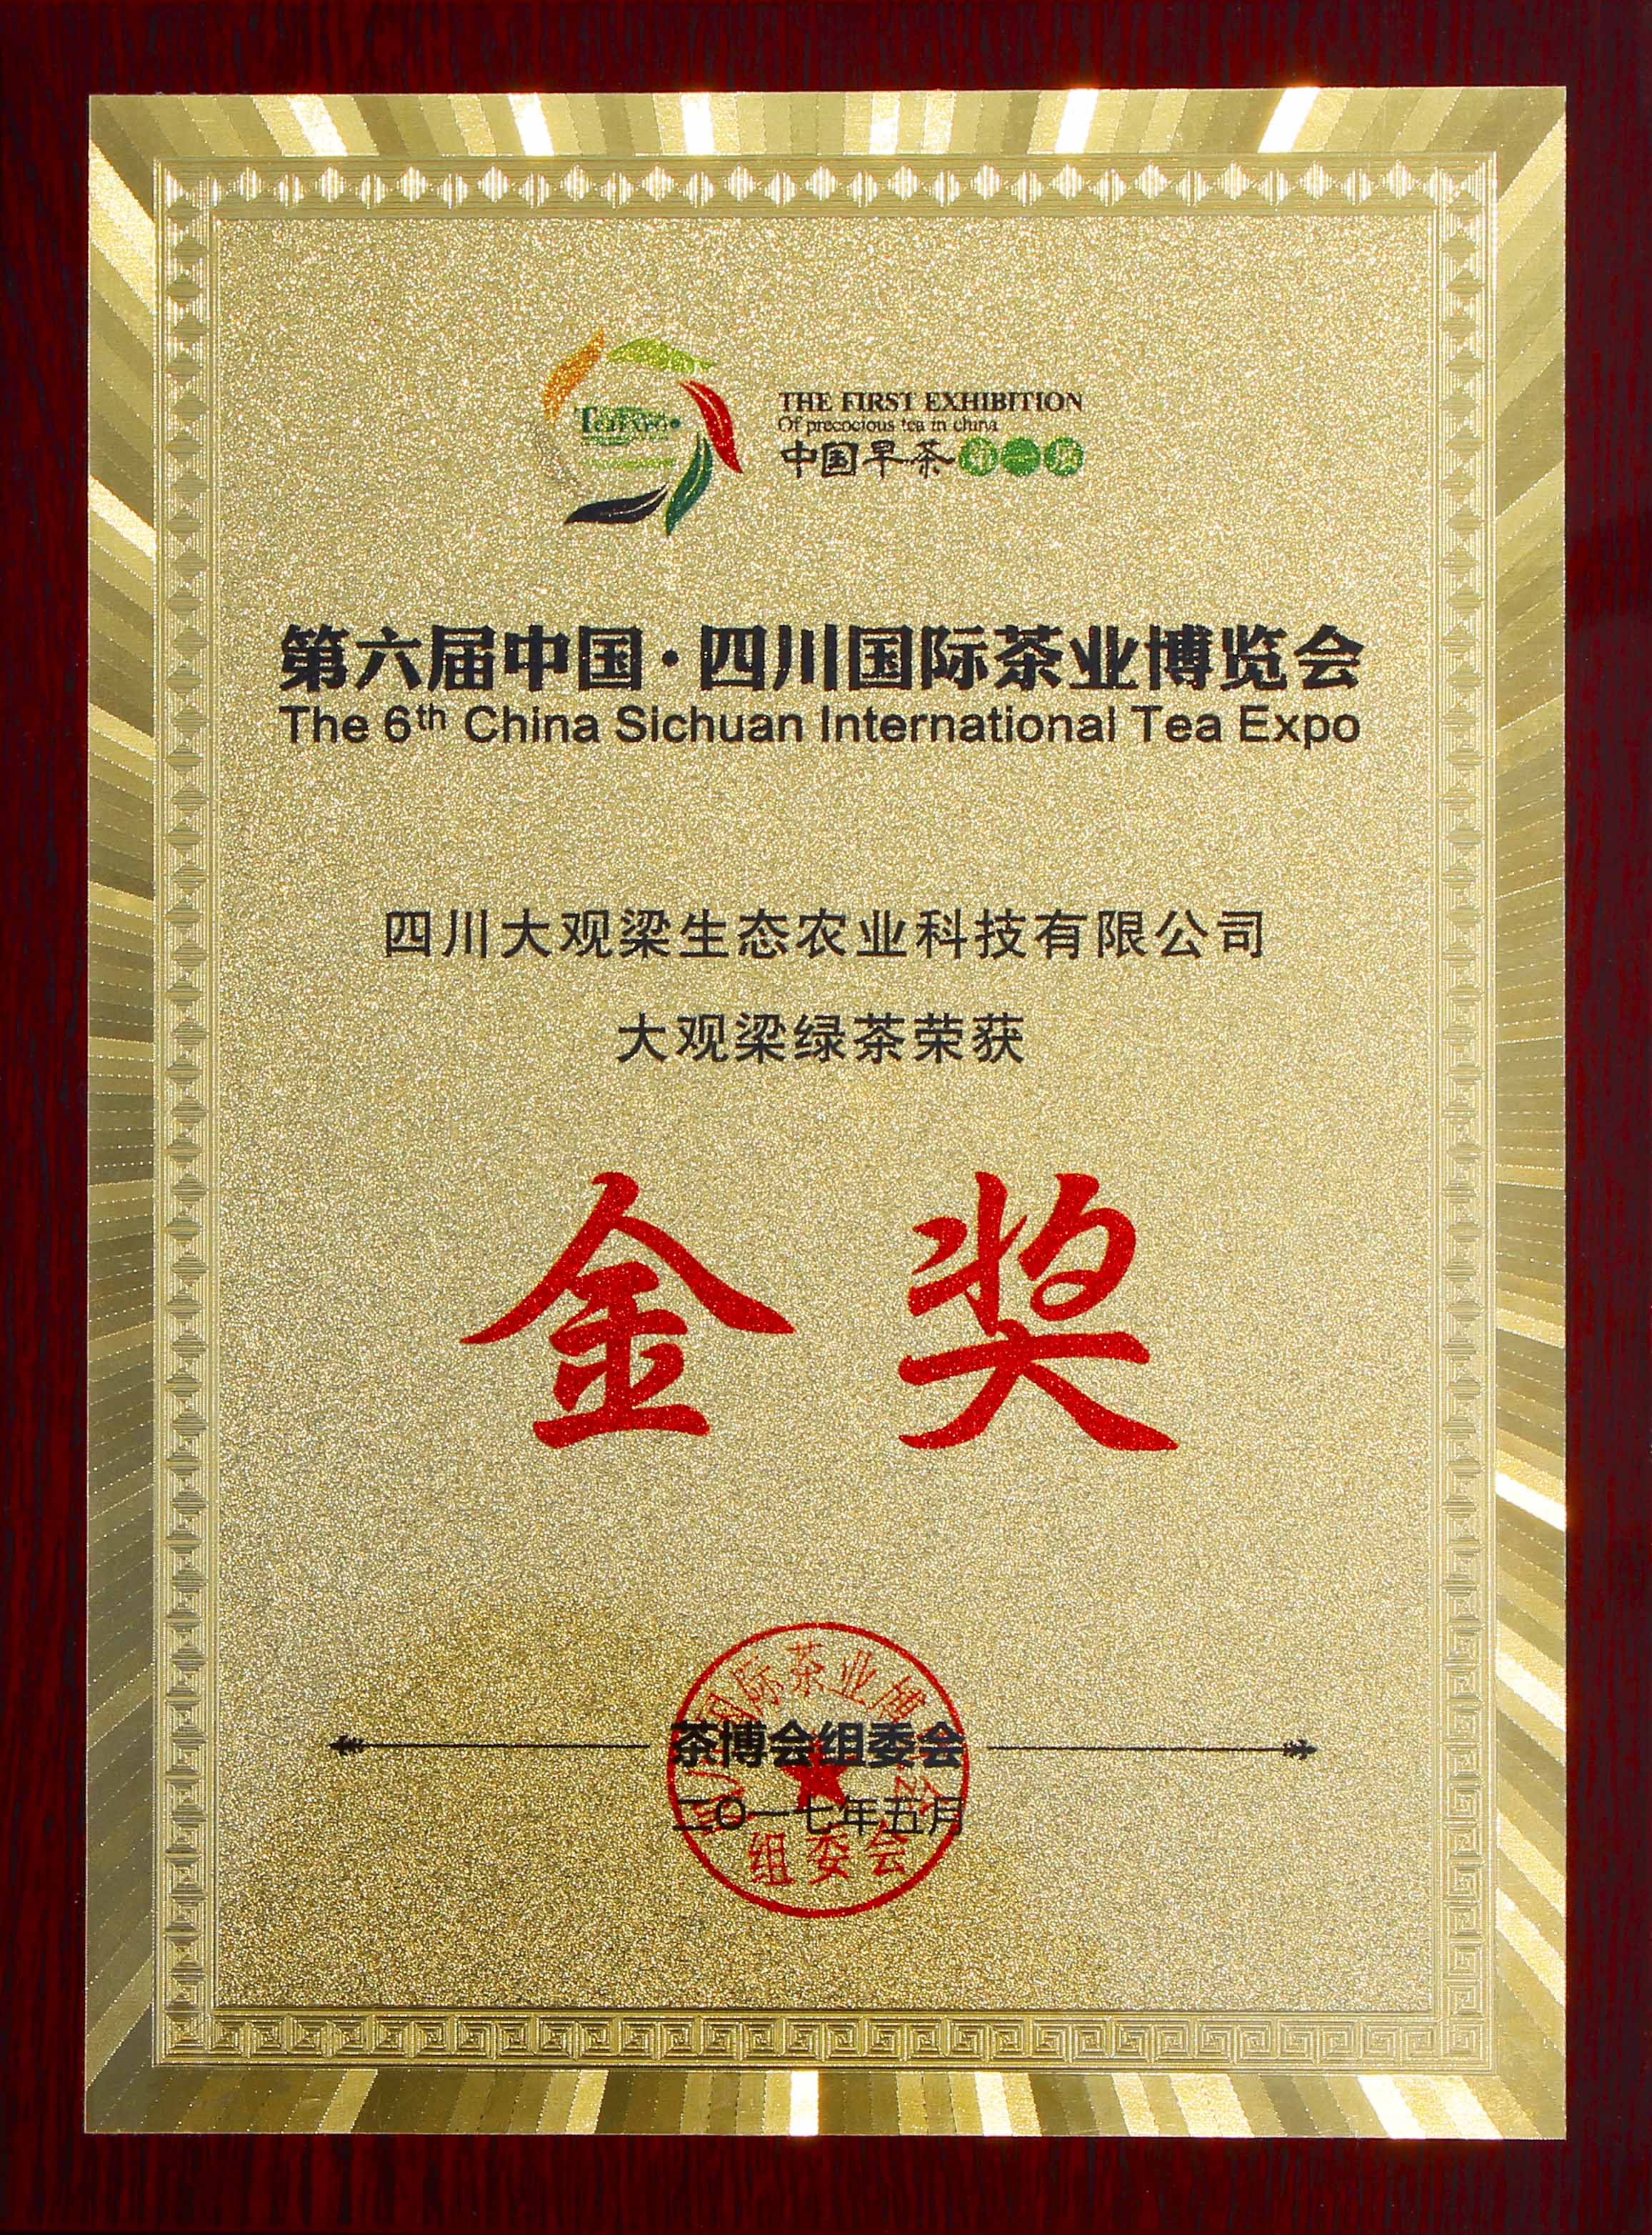 TeaExpo
THE FIRST EXHIBITION
Of precocious tea in china
中国早茶第一展
第六届中国·四川国际茶业博览会
The 6th China Sichuan International Tea Expo
四川大观梁生态农业科技有限公司
大观梁绿茶荣获
金奖
国际茶业博
茶博会组委会
二〇一七年五月
组委会